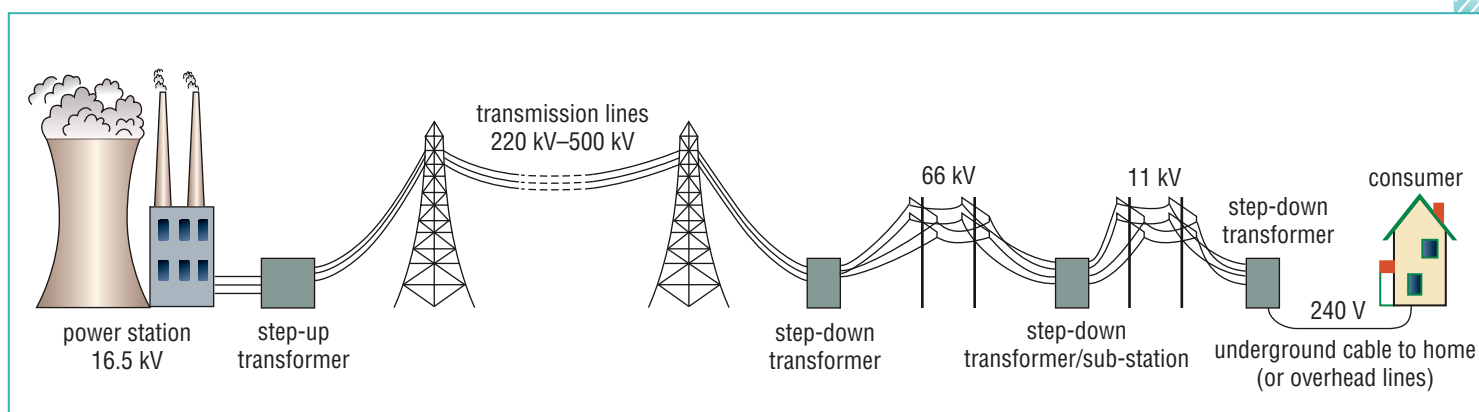 power station
16.5 kV
step-up
transformer
transmission lines
220 kV–500 kV
step-down
transformer
66 kV
step-down
transformer/sub-station
11 kV
step-down
transformer
consumer
240 V
underground cable to home
(or overhead lines)